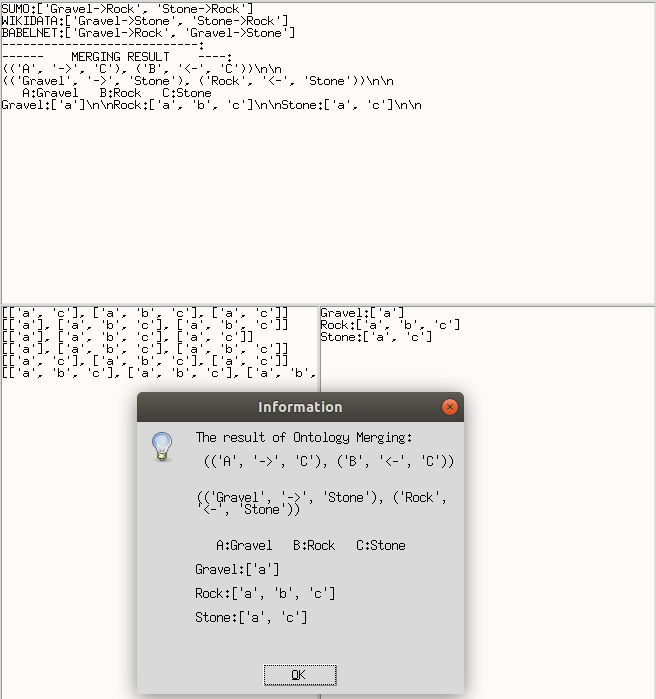 SUMO:['Gravel->Rock', 'Stone->Rock']
WIKIDATA:['Gravel->Stone', 'Stone->Rock']
BABELNET:['Gravel->Rock', 'Gravel->Stone']
----------------------------:
------    MERGING RESULT    ----:
(('A', '->', 'C'), ('B', '<-', 'C'))\n\n
(('Gravel', '->', 'Stone'), ('Rock', '<-', 'Stone'))\n\n
A:Gravel   B:Rock   C:Stone
Gravel:['a']\n\nRock:['a', 'b', 'c']\n\nStone:['a', 'c']\n\n
[['a', 'c'], ['a', 'b', 'c'], ['a', 'c']]
[['a'], ['a', 'b', 'c'], ['a', 'b', 'c']]
[['a'], ['a', 'b', 'c'], ['a', 'c']]
[['a'], ['a', 'b', 'c'], ['a', 'b', 'c']]
[['a', 'c'], ['a', 'b', 'c'], ['a', 'c']]
[['a', 'b', 'c'], ['a', 'b', 'c'], ['a', 'b',
Gravel:['a']
Rock:['a', 'b', 'c']
Stone:['a', 'c']
Information
The result of Ontology Merging:
(('A', '->', 'C'), ('B', '<-', 'C'))
(('Gravel', '->', 'Stone'), ('Rock',
'<-', 'Stone'))
A:Gravel   B:Rock   C:Stone
Gravel:['a']
Rock:['a', 'b', 'c']
Stone:['a', 'c']
OK